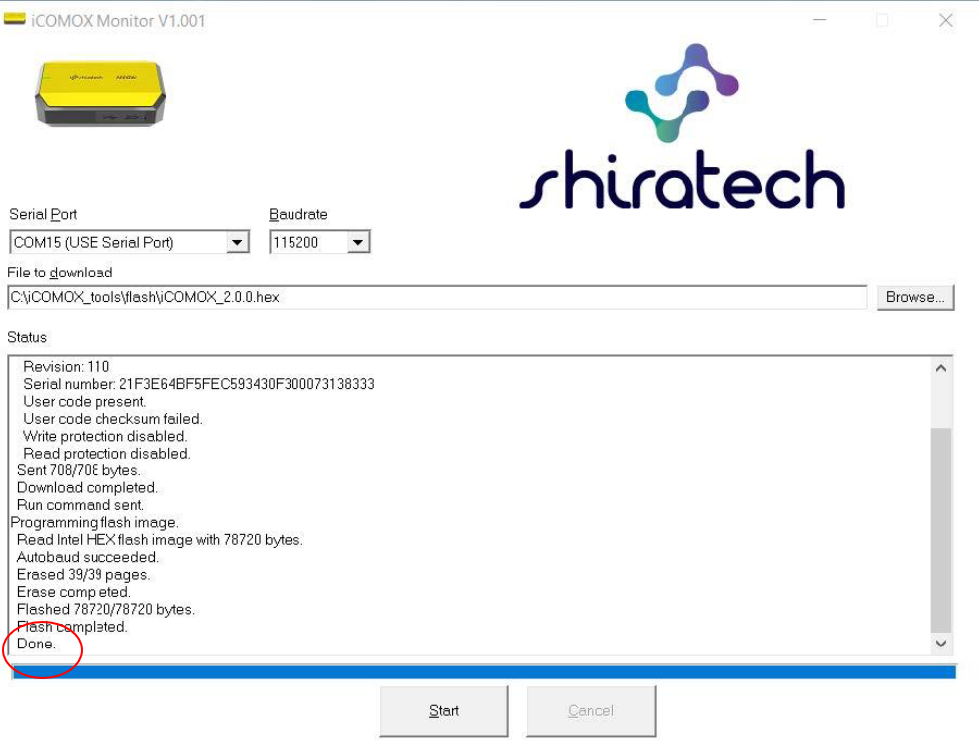 iCOMOX Monitor V1.001
shiratech
Serial Port
Baudrate
COM15 (USE Serial Port)
115200
File to download
C:\iCOMOX_tools\flash\iCOMOX_2.0.0.hex
Browse...
Status
Revision: 110
Serial number: 21F3E64BF5FEC593430F300073138333
User code present.
User code checksum failed.
Write protection disabled.
Read protection disabled.
Sent 708/708 bytes.
Download completed.
Run command sent.
Programming flash image.
Read Intel HEX flash image with 78720 bytes.
Autobaud succeeded.
Erased 39/39 pages.
Erase completed.
Flashed 78720/78720 bytes.
Flash completed.
Done.
Start
Cancel